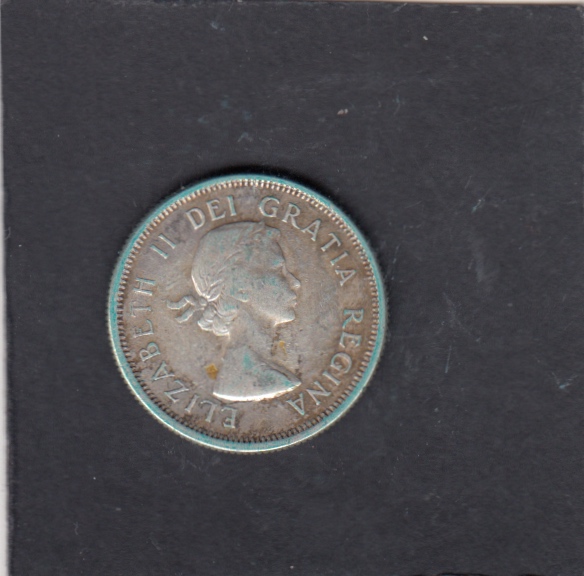 ELIZABETH II DEI GRATIA REGINA